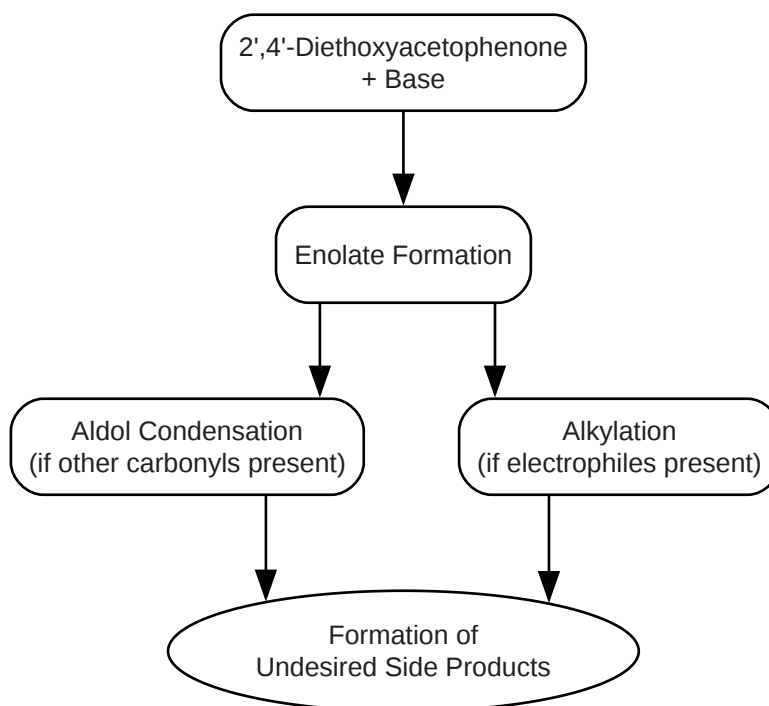 2',4'-Diethoxyacetophenone
+ Base
Enolate Formation
Aldol Condensation
(if other carbonyls present)
Alkylation
(if electrophiles present)
Formation of
Undesired Side Products